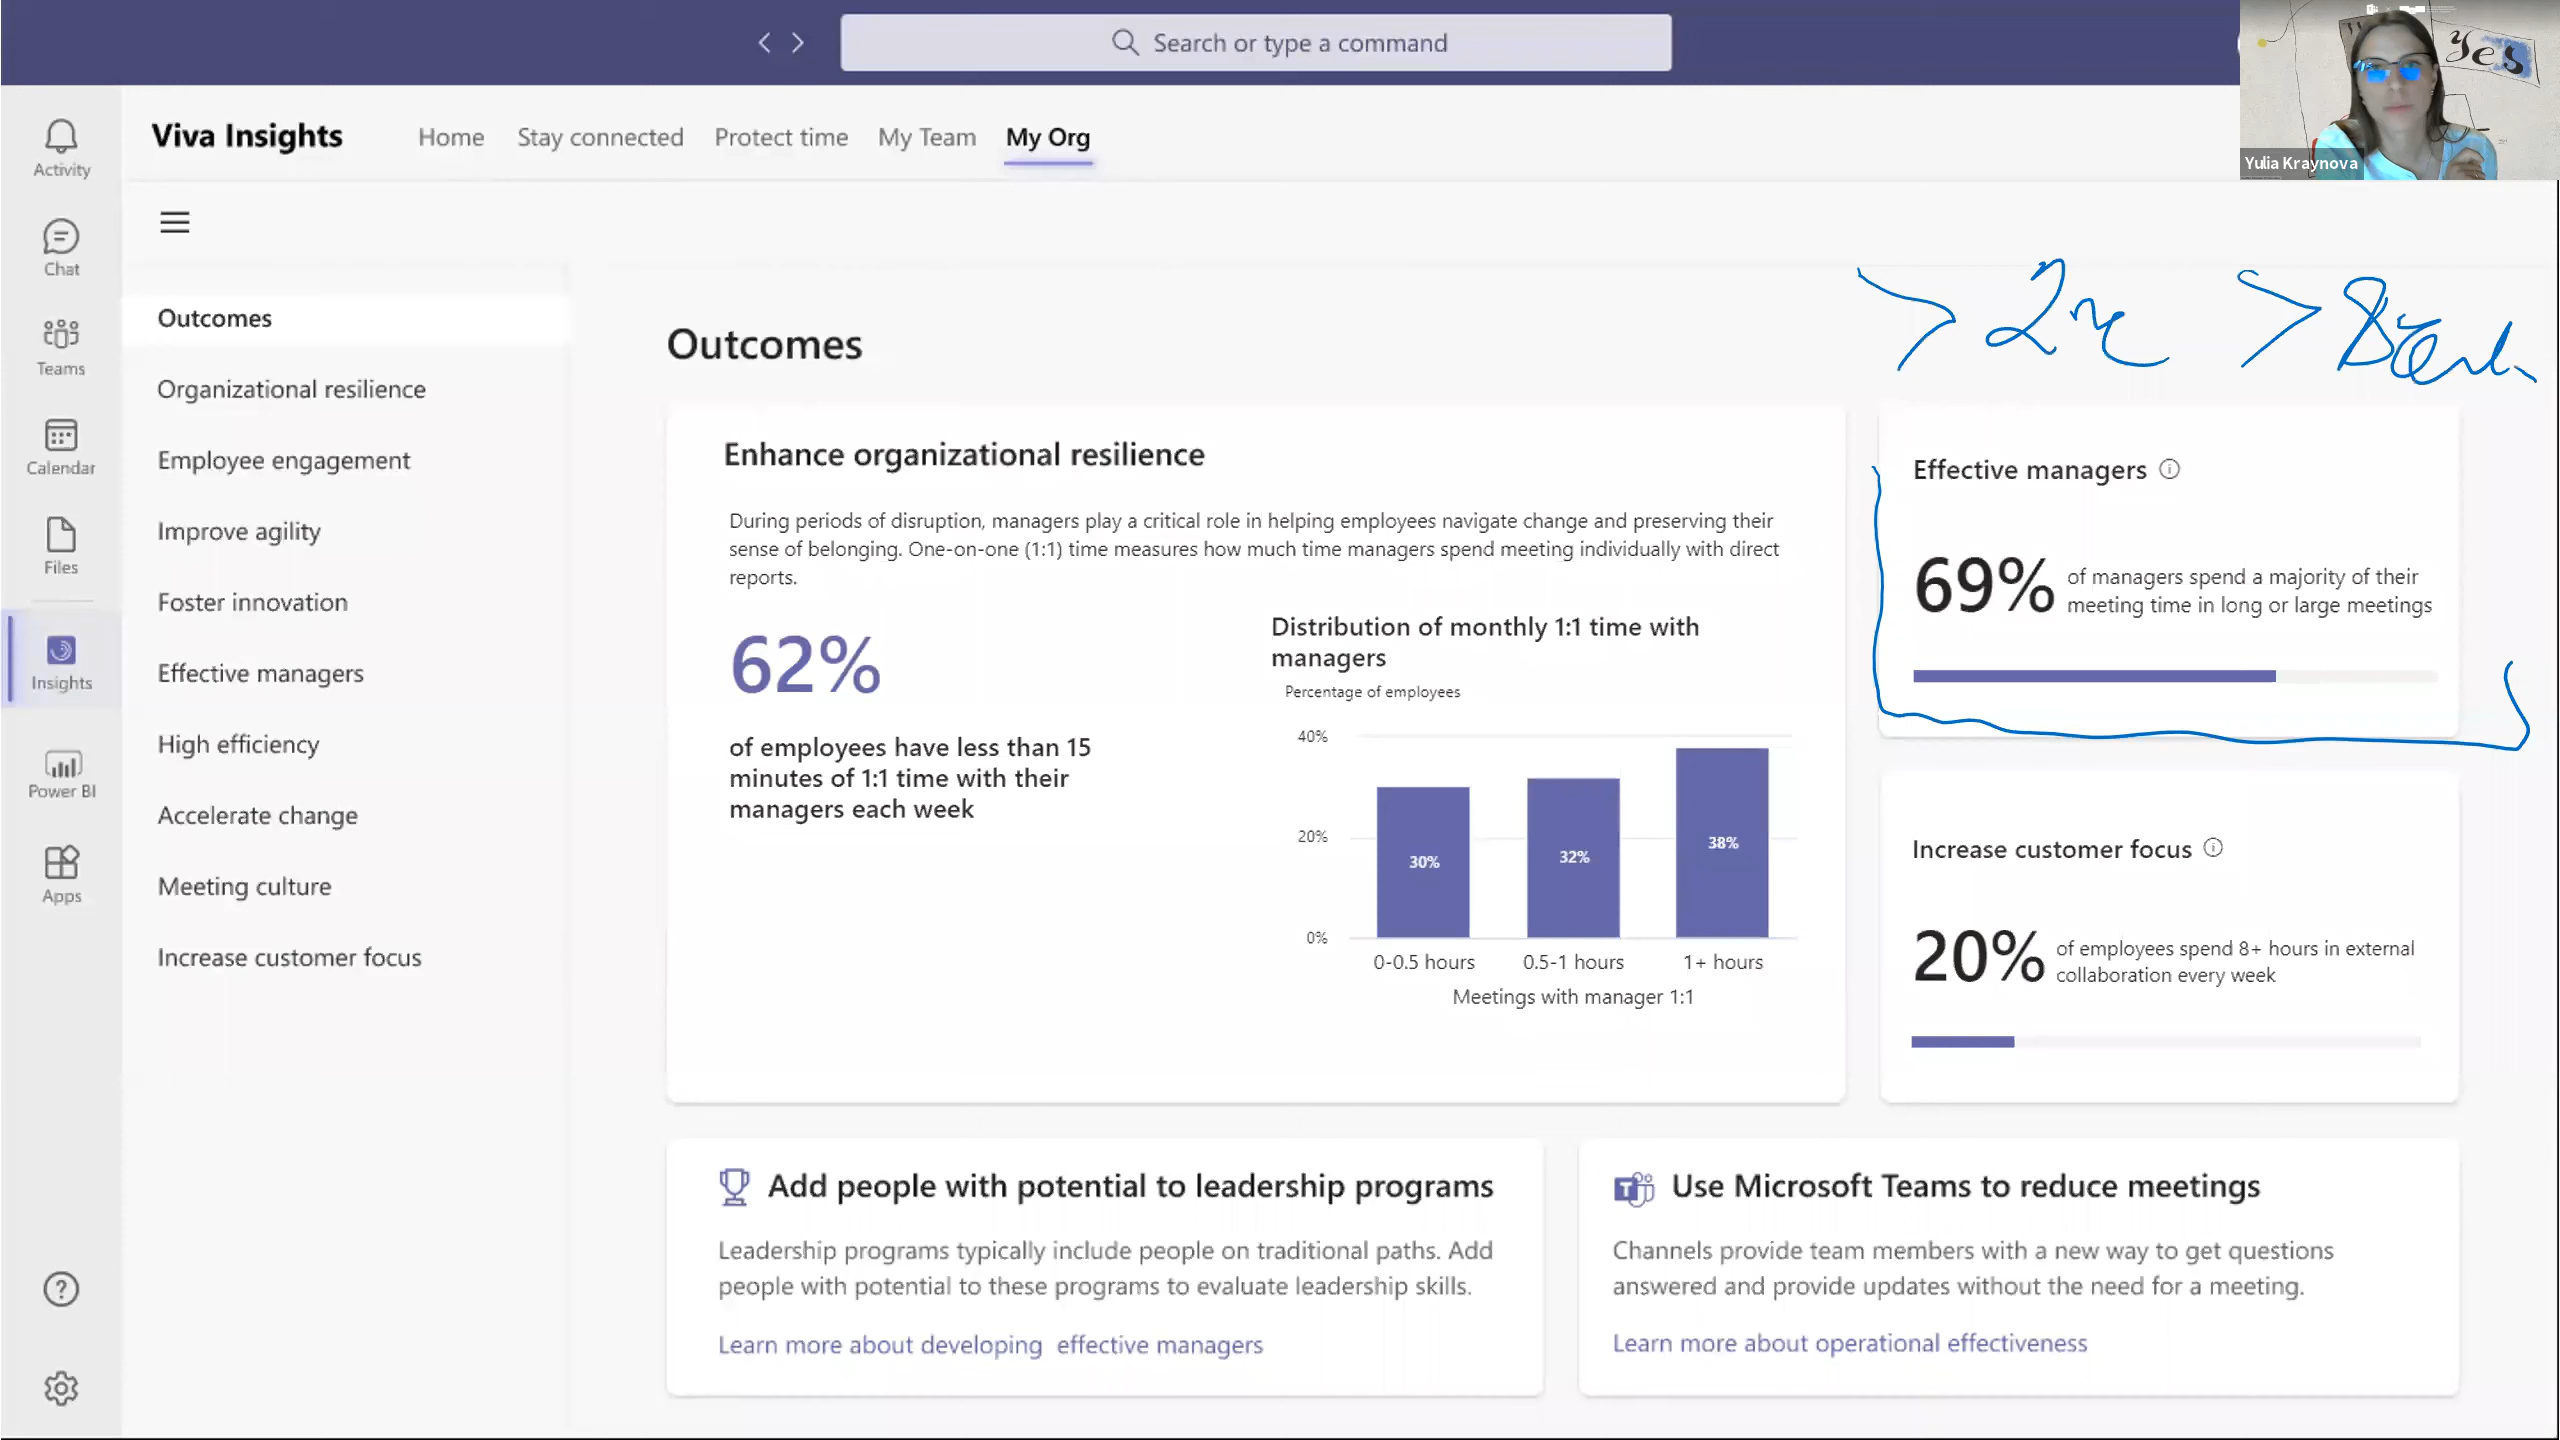 Search or type a command
Yes
Yulia Kraynova
Viva Insights
Home Stay connected Protect time My Team My Org
Activity
Chat
Teams
Calendar
Files
Insights
Power BI
Apps
Outcomes
Organizational resilience
Employee engagement
Improve agility
Foster innovation
Effective managers
High efficiency
Accelerate change
Meeting culture
Increase customer focus
Outcomes
Enhance organizational resilience
During periods of disruption, managers play a critical role in helping employees navigate change and preserving their
sense of belonging. One-on-one (1:1) time measures how much time managers spend meeting individually with direct
reports.
62%
of employees have less than 15
minutes of 1:1 time with their
managers each week
Distribution of monthly 1:1 time with
managers
Percentage of employees
40%
20%
0%
30% 32% 38%
0-0.5 hours 0.5-1 hours 1+ hours
Meetings with manager 1:1
> 2 > 8
Effective managers
69% of managers spend a majority of their
meeting time in long or large meetings
Increase customer focus
20% of employees spend 8+ hours in external
collaboration every week
Add people with potential to leadership programs
Leadership programs typically include people on traditional paths. Add
people with potential to these programs to evaluate leadership skills.
Learn more about developing effective managers
Use Microsoft Teams to reduce meetings
Channels provide team members with a new way to get questions
answered and provide updates without the need for a meeting.
Learn more about operational effectiveness